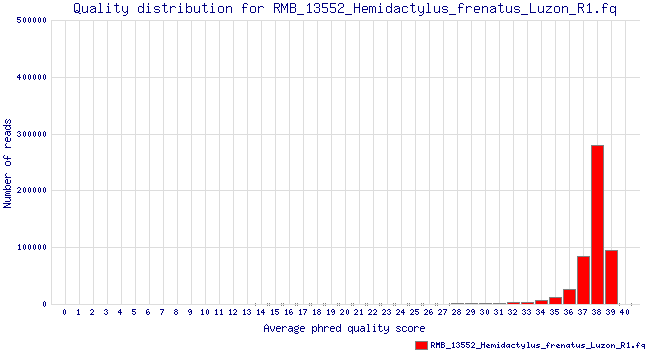 Quality distribution for RMB_13552_Hemidactylus_frenatus_Luzon_R1.fq
500000
400000
300000
200000
100000
0
Number of reads
0 1 2 3 4 5 6 7 8 9 10 11 12 13 14 15 16 17 18 19 20 21 22 23 24 25 26 27 28 29 30 31 32 33 34 35 36 37 38 39 40
Average phred quality score
RMB_13552_Hemidactylus_frenatus_Luzon_R1.fq